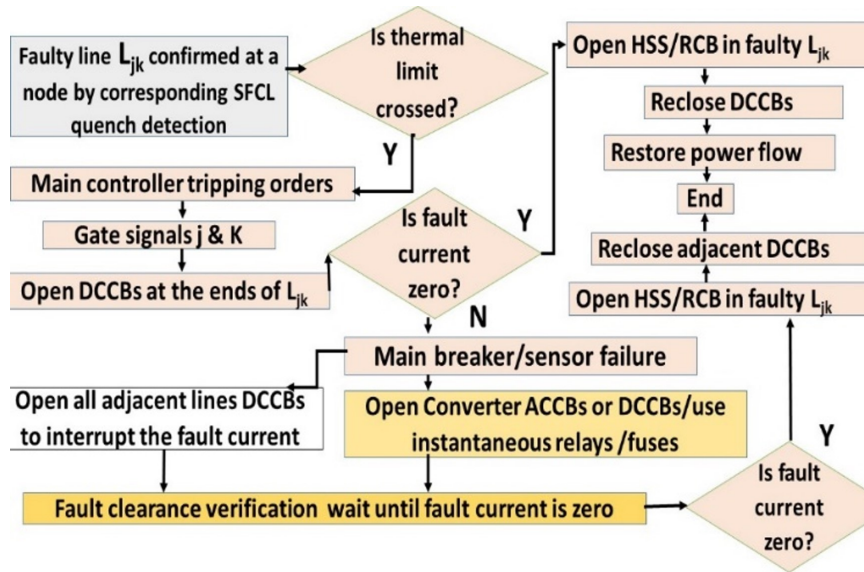 Faulty line Ljk confirmed at a
node by corresponding SFCL
quench detection
Is thermal
limit
crossed?
Y
Main controller tripping orders
Gate signals j & K
Open DCCBs at the ends of Ljk
Is fault
current
zero?
Y
N
Open HSS/RCB in faulty Ljk
Reclose DCCBs
Restore power flow
End
Reclose adjacent DCCBs
Open HSS/RCB in faulty Ljk
Main breaker/sensor failure
Open all adjacent lines DCCBs
to interrupt the fault current
Open Converter ACCBs or DCCBs/use
instantaneous relays /fuses
Fault clearance verification wait until fault current is zero
Y
Is fault
current
zero?